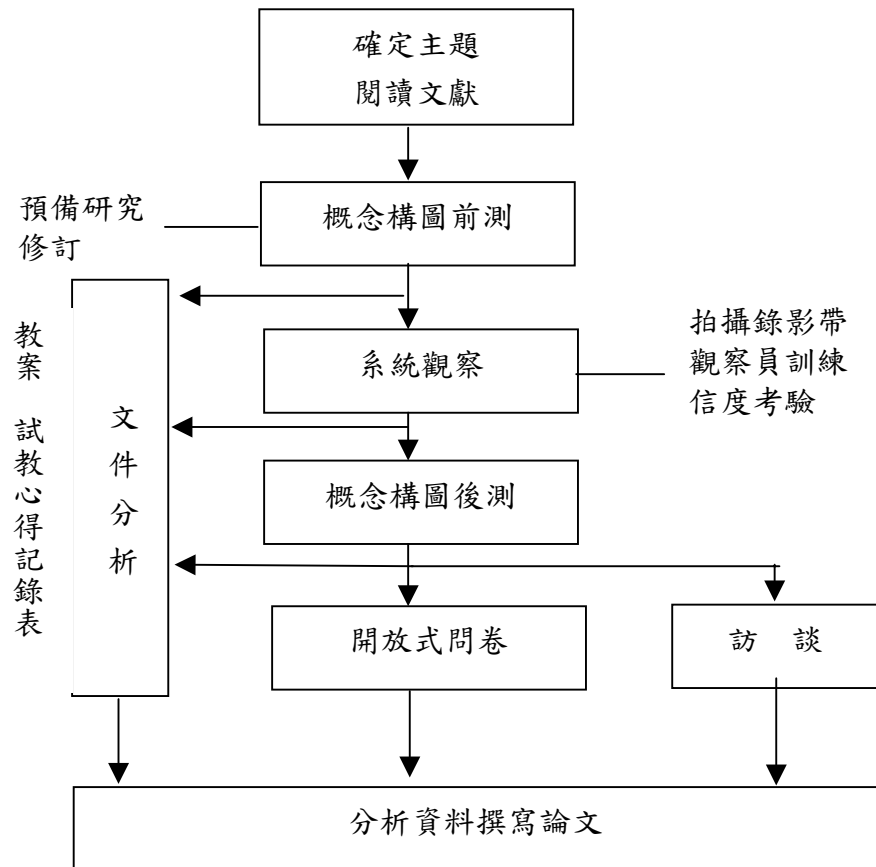 確定主題
閱讀文獻
預備研究
修訂
概念構圖前測
教案 試教心得記錄表
文件分析
系統觀察
拍攝錄影帶
觀察員訓練
信度考驗
概念構圖後測
開放式問卷
訪 談
分析資料撰寫論文